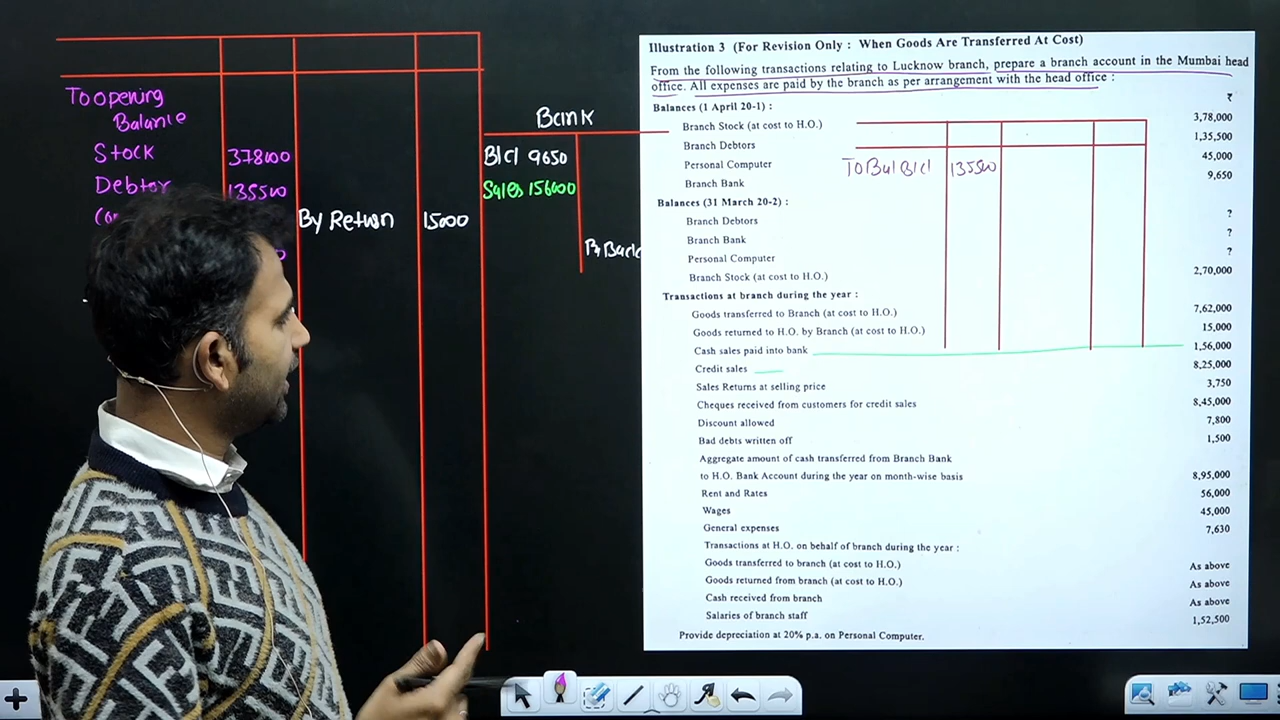 To opening
Balance
Stock 378000
Debtor 135500
By Return 15000
Bank
B/d 9650
Sales 156000
Illustration 3 (For Revision Only : When Goods Are Transferred At Cost)
From the following transactions relating to Lucknow branch, prepare a branch account in the Mumbai head
office. All expenses are paid by the branch as per arrangement with the head office :
Balances (1 April 20-1) : ₹
Branch Stock (at cost to H.O.) 3,78,000
Branch Debtors 1,35,500
Personal Computer 45,000
Branch Bank 9,650
To Bal B/d 135500
Balances (31 March 20-2) :
Branch Debtors ?
Branch Bank ?
Personal Computer ?
Branch Stock (at cost to H.O.) 2,70,000
Transactions at branch during the year :
Goods transferred to Branch (at cost to H.O.) 7,62,000
Goods returned to H.O. by Branch (at cost to H.O.) 15,000
Cash sales paid into bank 1,56,000
Credit sales 8,25,000
Sales Returns at selling price 3,750
Cheques received from customers for credit sales 8,45,000
Discount allowed 7,800
Bad debts written off 1,500
Aggregate amount of cash transferred from Branch Bank
to H.O. Bank Account during the year on month-wise basis 8,95,000
Rent and Rates 56,000
Wages 45,000
General expenses 7,630
Transactions at H.O. on behalf of branch during the year :
Goods transferred to branch (at cost to H.O.) As above
Goods returned from branch (at cost to H.O.) As above
Cash received from branch As above
Salaries of branch staff 1,52,500
Provide depreciation at 20% p.a. on Personal Computer.